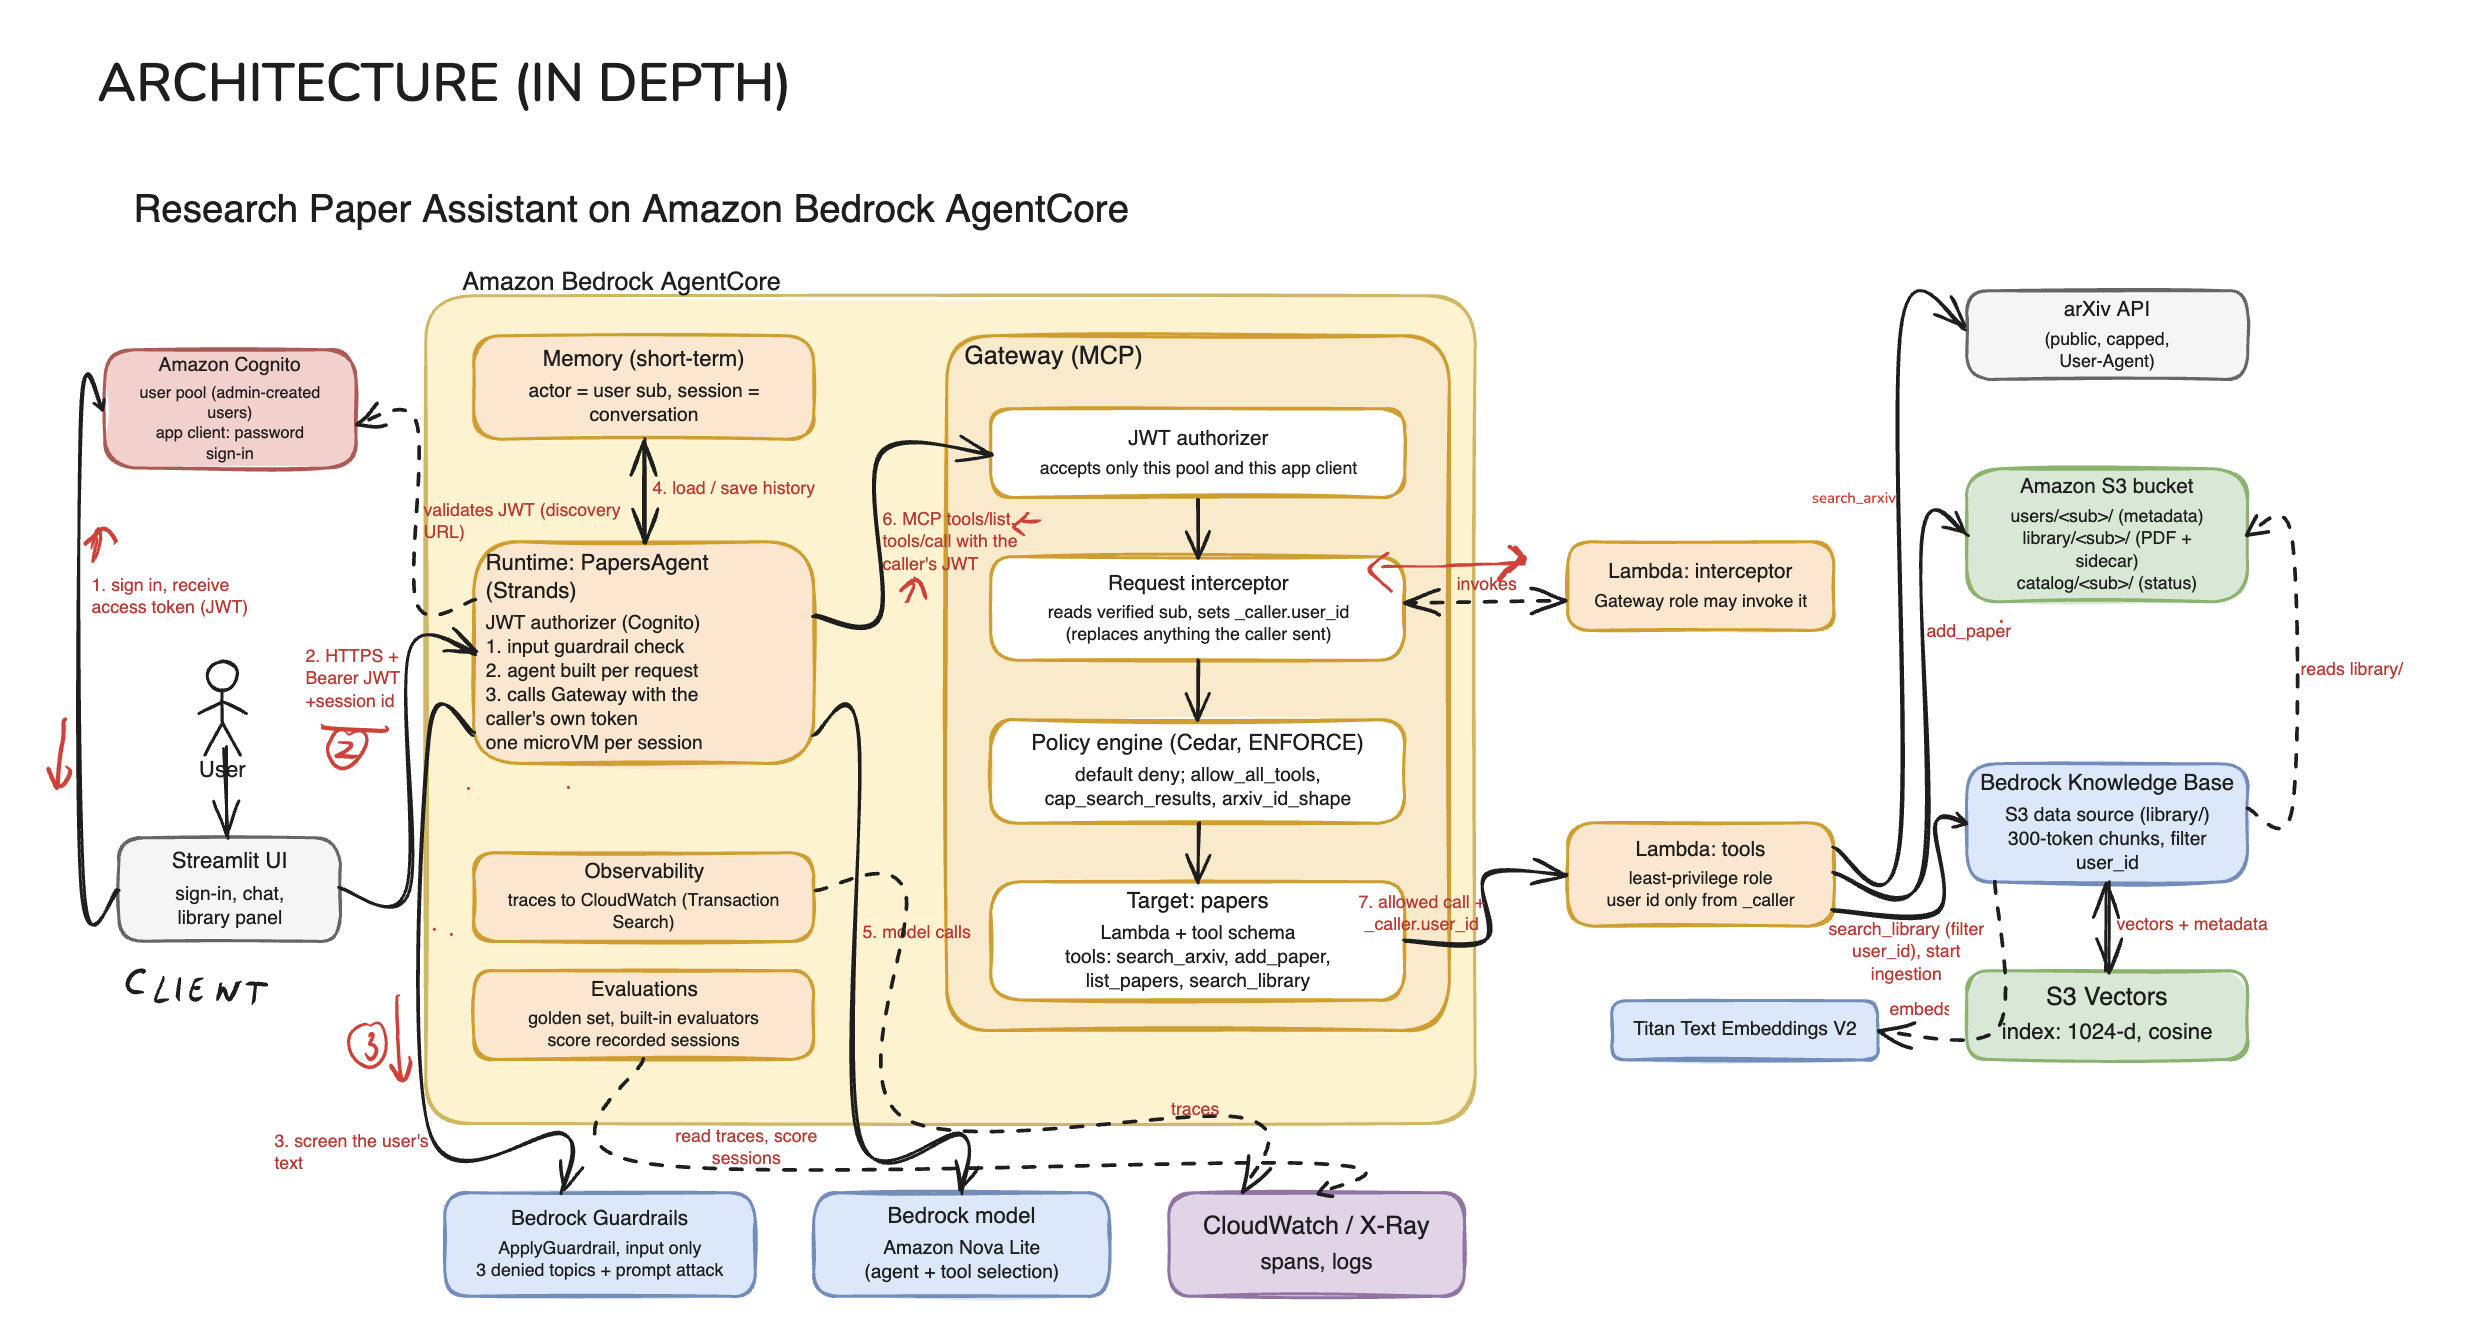 ARCHITECTURE (IN DEPTH)
Research Paper Assistant on Amazon Bedrock AgentCore
Amazon Bedrock AgentCore
Amazon Cognito
user pool (admin-created
users)
app client: password
sign-in
1. sign in, receive
access token (JWT)
2. HTTPS +
Bearer JWT
+session id
2
User
Streamlit UI
sign-in, chat,
library panel
CLIENT
validates JWT (discovery
URL)
Memory (short-term)
actor = user sub, session =
conversation
4. load / save history
Runtime: PapersAgent
(Strands)
JWT authorizer (Cognito)
1. input guardrail check
2. agent built per request
3. calls Gateway with the
caller's own token
one microVM per session
Observability
traces to CloudWatch (Transaction
Search)
Evaluations
golden set, built-in evaluators
score recorded sessions
3
3. screen the user's
text
5. model calls
6. MCP tools/list,
tools/call with the
caller's JWT
Gateway (MCP)
JWT authorizer
accepts only this pool and this app client
Request interceptor
reads verified sub, sets _caller.user_id
(replaces anything the caller sent)
Policy engine (Cedar, ENFORCE)
default deny; allow_all_tools,
cap_search_results, arxiv_id_shape
Target: papers
Lambda + tool schema
tools: search_arxiv, add_paper,
list_papers, search_library
7. allowed call +
_caller.user_id
invokes
Lambda: interceptor
Gateway role may invoke it
Lambda: tools
least-privilege role
user id only from _caller
search_arxiv
add_paper
search_library (filter
user_id), start
ingestion
arXiv API
(public, capped,
User-Agent)
Amazon S3 bucket
users/<sub>/ (metadata)
library/<sub>/ (PDF +
sidecar)
catalog/<sub>/ (status)
reads library/
Bedrock Knowledge Base
S3 data source (library/)
300-token chunks, filter
user_id
vectors + metadata
S3 Vectors
index: 1024-d, cosine
embeds
Titan Text Embeddings V2
traces
read traces, score
sessions
Bedrock Guardrails
ApplyGuardrail, input only
3 denied topics + prompt attack
Bedrock model
Amazon Nova Lite
(agent + tool selection)
CloudWatch / X-Ray
spans, logs